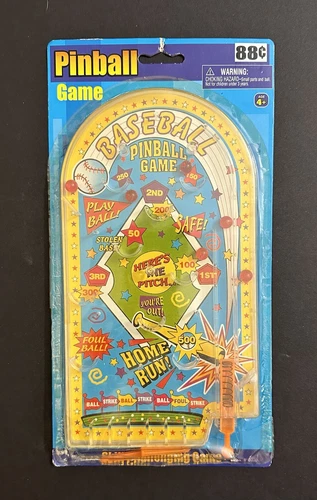 Pinball
Game
88¢
WARNING:
CHOKING HAZARD-Small parts and ball.
Not for children under 3 years.
AGE
4+
BASEBALL
PINBALL
GAME
250
150
2ND
200
PLAY
BALL!
SAFE!
STOLEN
BASE
50
HERE'S
THE
PITCH...
100
3RD
1ST
300
YOU'RE
OUT!
FOUL
BALL!
500
HOME
RUN!
BALL STRIKE BALL STRIKE BALL FOUL STRIKE
Game